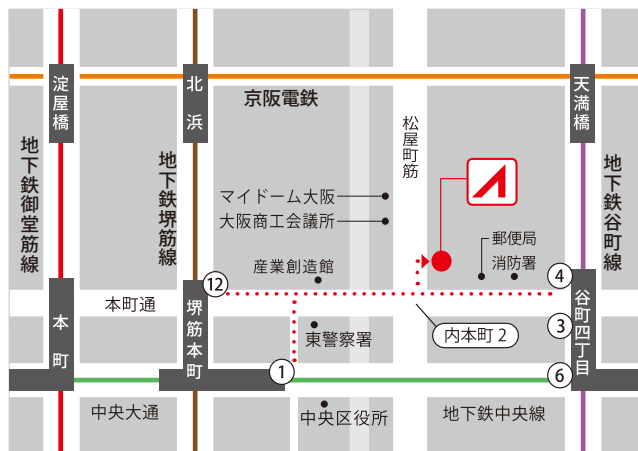 淀屋橋
北浜
天満橋
京阪電鉄
松屋町筋
地下鉄御堂筋線
地下鉄堺筋線
地下鉄谷町線
マイドーム大阪
大阪商工会議所
郵便局
消防署
産業創造館
12
4
本町通
本町
堺筋本町
谷町四丁目
3
東警察署
内本町2
1
6
中央大通
中央区役所
地下鉄中央線